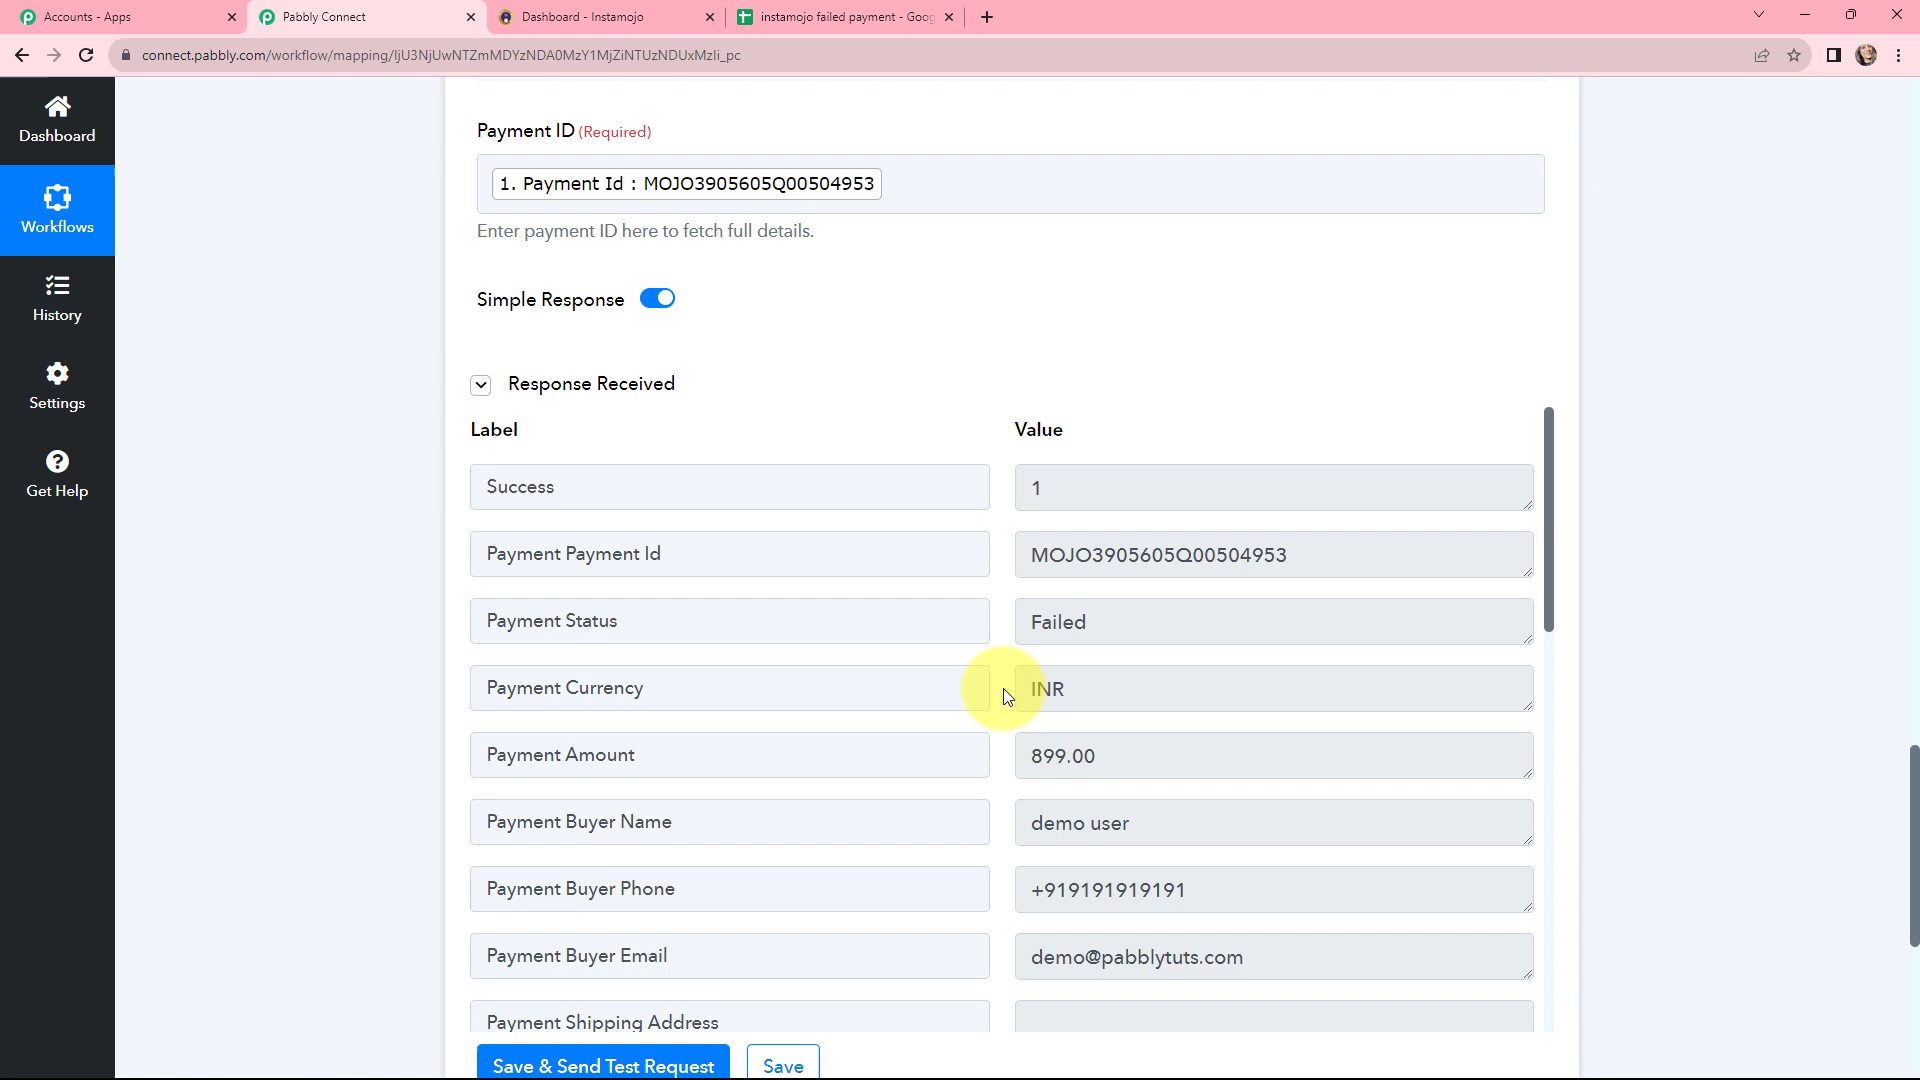 Accounts - Apps
Pabbly Connect
Dashboard - Instamojo
instamojo failed payment - Goog
connect.pabbly.com/workflow/mapping/IjU3NjUwNTZmMDYzNDA0MzY1MjZiNTUzNDUxMzIi_pc
Dashboard
Workflows
History
Settings
Get Help
Payment ID (Required)
1. Payment Id : MOJO3905605Q00504953
Enter payment ID here to fetch full details.
Simple Response
Response Received
Label Value
Success 1
Payment Payment Id MOJO3905605Q00504953
Payment Status Failed
Payment Currency INR
Payment Amount 899.00
Payment Buyer Name demo user
Payment Buyer Phone +919191919191
Payment Buyer Email demo@pabblytuts.com
Payment Shipping Address
Save & Send Test Request Save